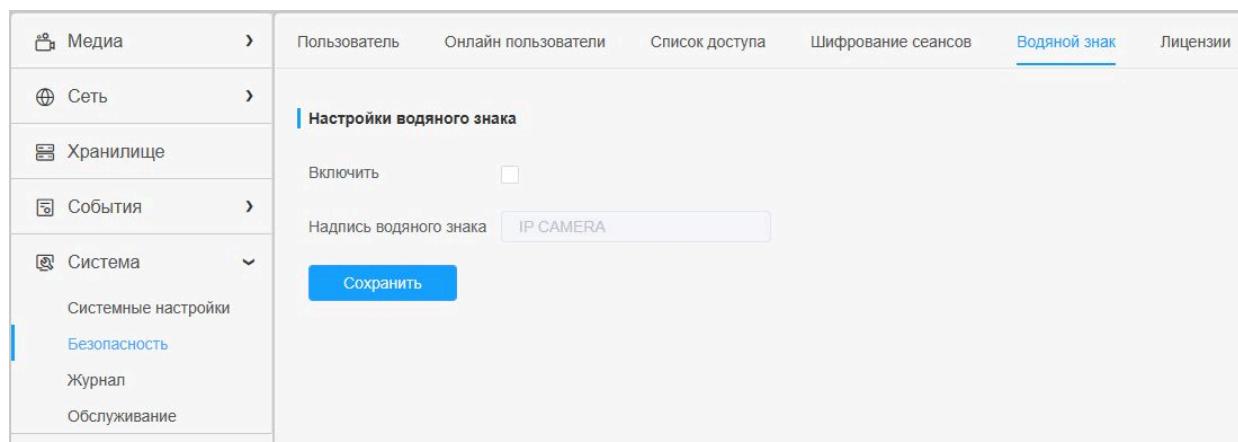 Медиа
Сеть
Хранилище
События
Система
Системные настройки
Безопасность
Журнал
Обслуживание
Пользователь Онлайн пользователи Список доступа Шифрование сеансов Водяной знак Лицензии
Настройки водяного знака
Включить
Надпись водяного знака IP CAMERA
Сохранить